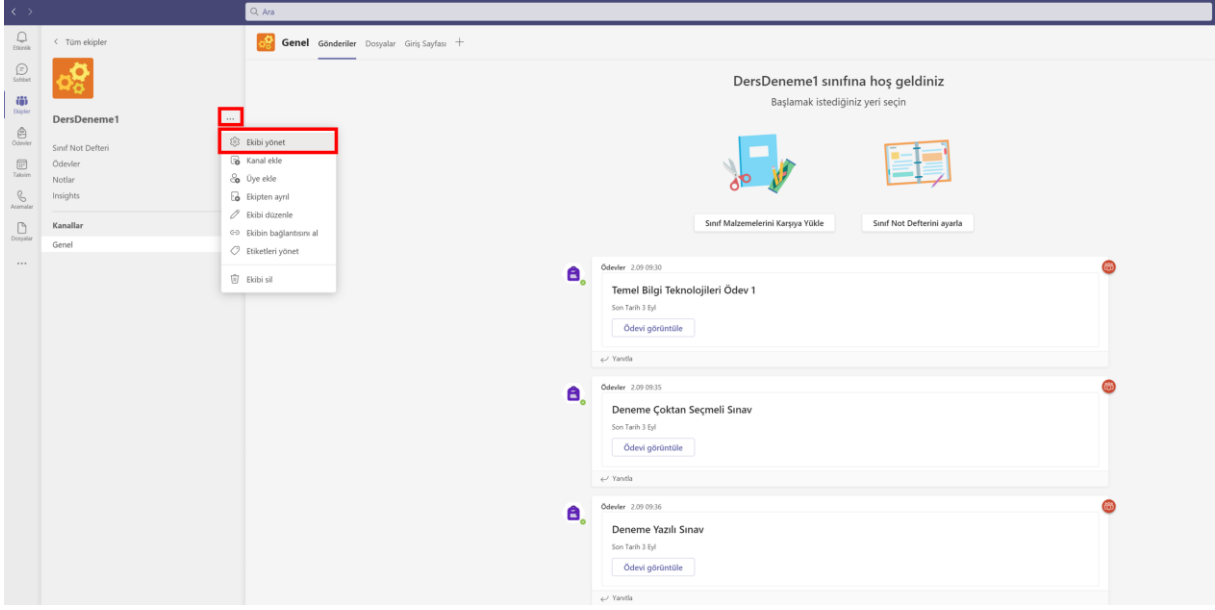 Ara
Etkinlik
Sohbet
Ekipler
Ödevler
Takvim
Aramalar
Dosyalar
Tüm ekipler
DersDeneme1
Sınıf Not Defteri
Ödevler
Notlar
Insights
Kanallar
Genel
Ekibi yönet
Kanal ekle
Üye ekle
Ekipten ayrıl
Ekibi düzenle
Ekibin bağlantısını al
Etiketleri yönet
Ekibi sil
Genel Gönderiler Dosyalar Giriş Sayfası
DersDeneme1 sınıfına hoş geldiniz
Başlamak istediğiniz yeri seçin
Sınıf Malzemelerini Karşıya Yükle
Sınıf Not Defterini ayarla
Ödevler 2.09 09:30
Temel Bilgi Teknolojileri Ödev 1
Son Tarih 3 Eyl
Ödevi görüntüle
Yanıtla
Ödevler 2.09 09:35
Deneme Çoktan Seçmeli Sınav
Son Tarih 3 Eyl
Ödevi görüntüle
Yanıtla
Ödevler 2.09 09:36
Deneme Yazılı Sınav
Son Tarih 3 Eyl
Ödevi görüntüle
Yanıtla